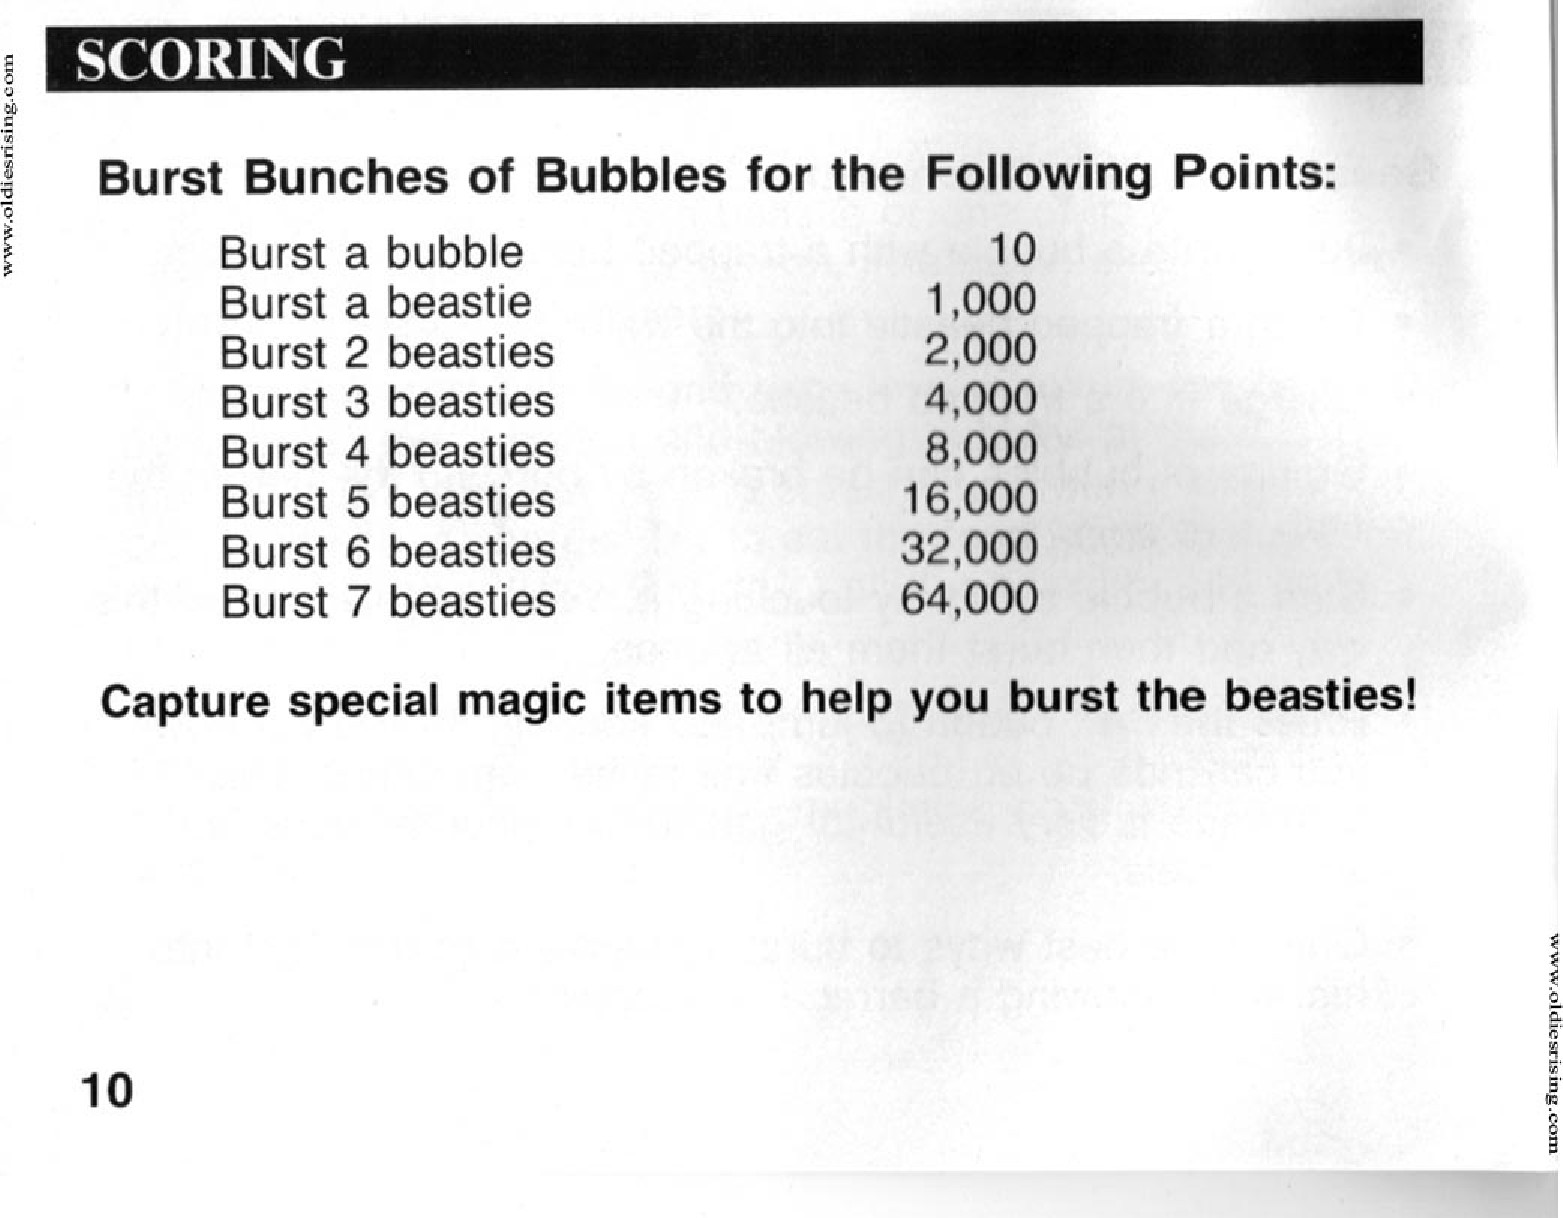 SCORING
Burst Bunches of Bubbles for the Following Points:
Burst a bubble 10
Burst a beastie 1,000
Burst 2 beasties 2,000
Burst 3 beasties 4,000
Burst 4 beasties 8,000
Burst 5 beasties 16,000
Burst 6 beasties 32,000
Burst 7 beasties 64,000
Capture special magic items to help you burst the beasties!
10
www.oldiesrising.com
www.oldiesrising.com